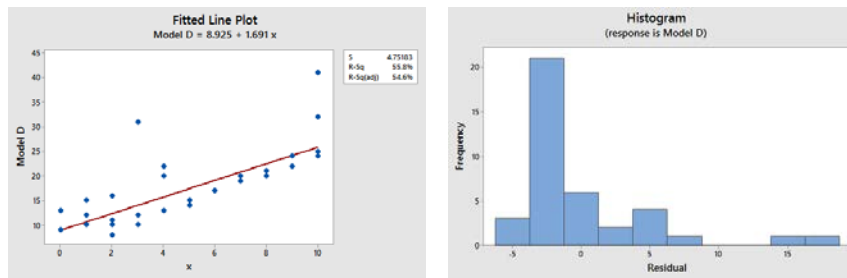 Fitted Line Plot
Model D = 8.925 + 1.691 x
S 4.75183
R-Sq 55.8%
R-Sq(adj) 54.6%
45
40
35
30
25
20
15
10
Model D
0 2 4 6 8 10
x
Histogram
(response is Model D)
20
15
10
5
0
Frequency
-5 0 5 10 15
Residual